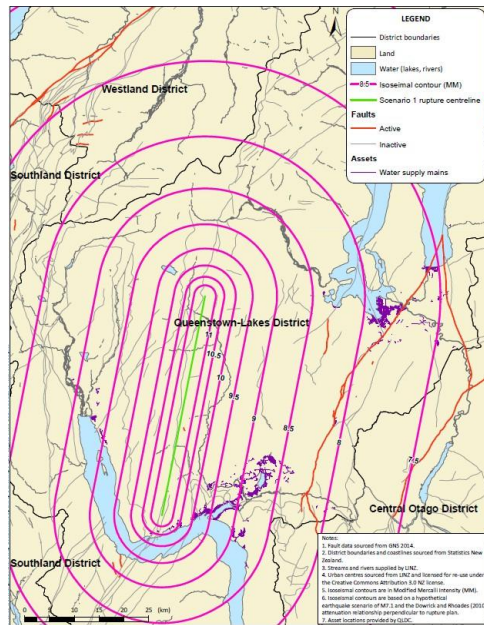 LEGEND
District boundaries
Land
Water (lakes, rivers)
8.5 Isoseimal contour (MM)
Scenario 1 rupture centreline
Faults
Active
Inactive
Assets
Water supply mains
N
Westland District
Southland District
Queenstown-Lakes District
11
10.5
10
9.5
9
8.5
8
7.5
Central Otago District
Southland District
0 5 10 15 20 25 (km)
Notes:
1. Fault data sourced from GNS 2014.
2. District boundaries and coastlines sourced from Statistics New
Zealand.
3. Streams and rivers supplied by LINZ.
4. Urban centres sourced from LINZ and licensed for re-use under
the Creative Commons Attribution 3.0 NZ license.
5. Isoseismal contours are in Modified Mercalli Intensity (MM).
6. Isoseismal contours are based on a hypothetical
earthquake scenario of M7.1 and the Dowrick and Rhoades (2010)
attenuation relationship perpendicular to rupture plan.
7. Asset locations provided by QLDC.